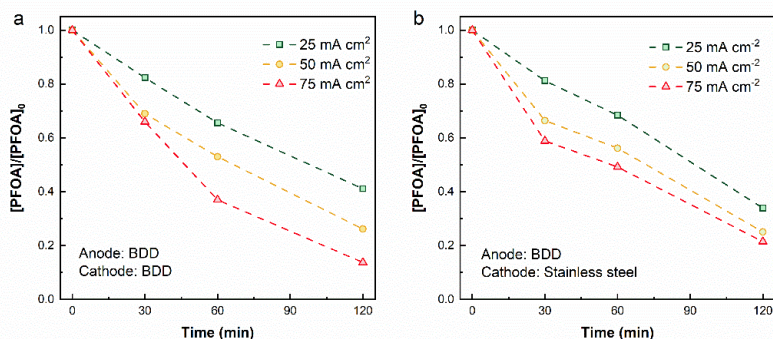 a
[PFOA]/[PFOA]₀
1.0
0.8
0.6
0.4
0.2
0.0
25 mA cm²
50 mA cm²
75 mA cm²
Anode: BDD
Cathode: BDD
0 30 60 90 120
Time (min)
b
[PFOA]/[PFOA]₀
1.0
0.8
0.6
0.4
0.2
0.0
25 mA cm⁻²
50 mA cm⁻²
75 mA cm⁻²
Anode: BDD
Cathode: Stainless steel
0 30 60 90 120
Time (min)